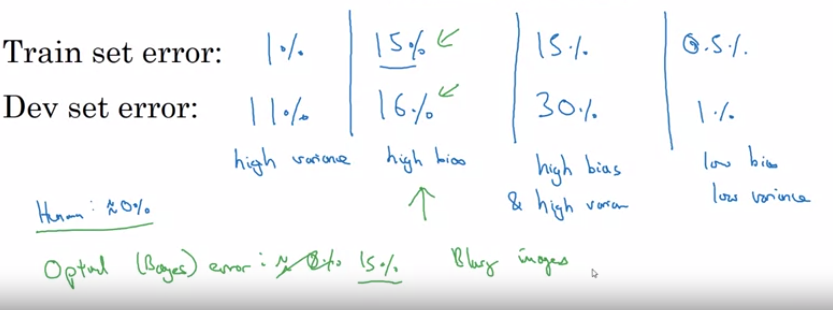 Train set error: 1% 15% 15% 0.5%
Dev set error: 11% 16% 30% 1%
high variance high bias high bias low bias
& high varian low variance
Human: ≈0%
Optimal (Bayes) error: ≈ 0% 15% Blurry images